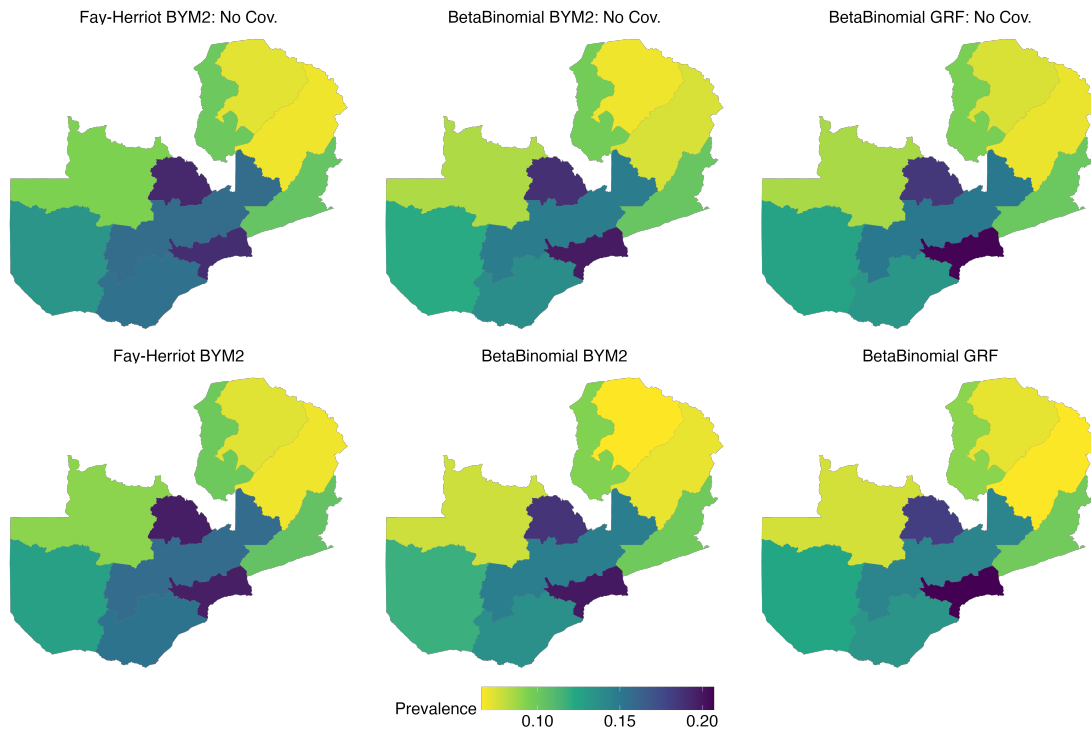 Fay-Herriot BYM2: No Cov.
BetaBinomial BYM2: No Cov.
BetaBinomial GRF: No Cov.
Fay-Herriot BYM2
BetaBinomial BYM2
BetaBinomial GRF
Prevalence
0.10 0.15 0.20